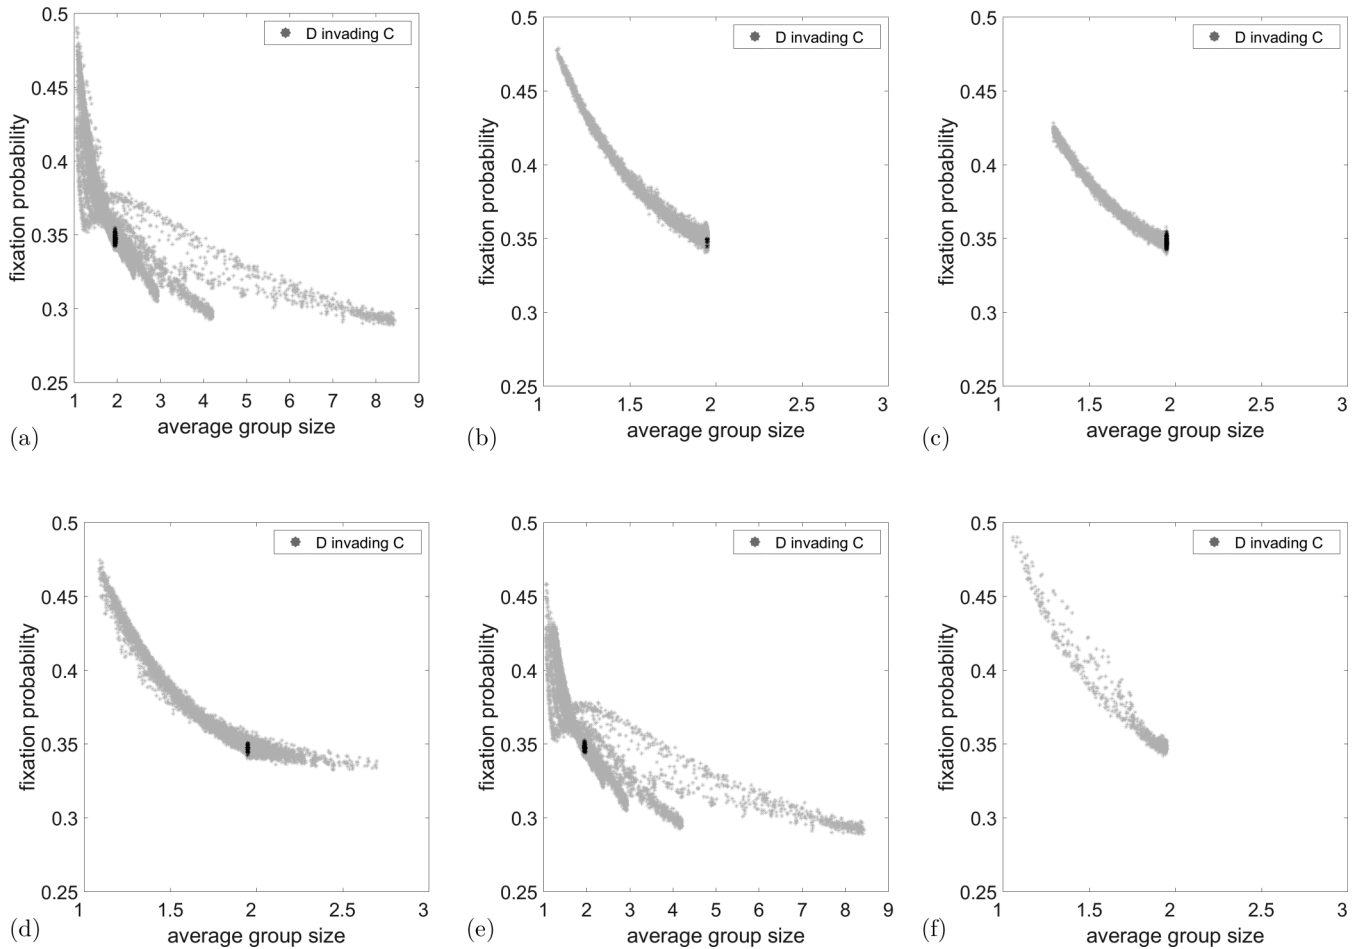 0.5
0.45
0.4
0.35
0.3
0.25
fixation probability
D invading C
1 2 3 4 5 6 7 8 9
average group size
(a)
0.5
0.45
0.4
0.35
0.3
0.25
fixation probability
D invading C
1 1.5 2 2.5 3
average group size
(b)
0.5
0.45
0.4
0.35
0.3
0.25
fixation probability
D invading C
1 1.5 2 2.5 3
average group size
(c)
0.5
0.45
0.4
0.35
0.3
0.25
fixation probability
D invading C
1 1.5 2 2.5 3
average group size
(d)
0.5
0.45
0.4
0.35
0.3
0.25
fixation probability
D invading C
1 2 3 4 5 6 7 8 9
average group size
(e)
0.5
0.45
0.4
0.35
0.3
0.25
fixation probability
D invading C
1 1.5 2 2.5 3
average group size
(f)